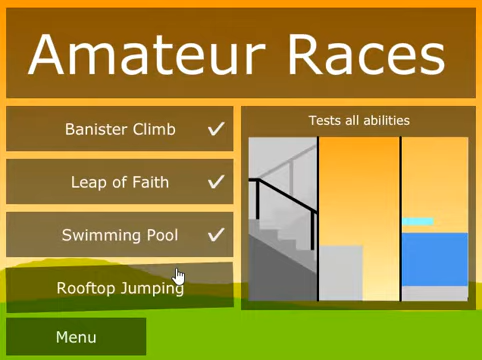 Amateur Races
Banister Climb
Leap of Faith
Swimming Pool
Rooftop Jumping
Menu
Tests all abilities